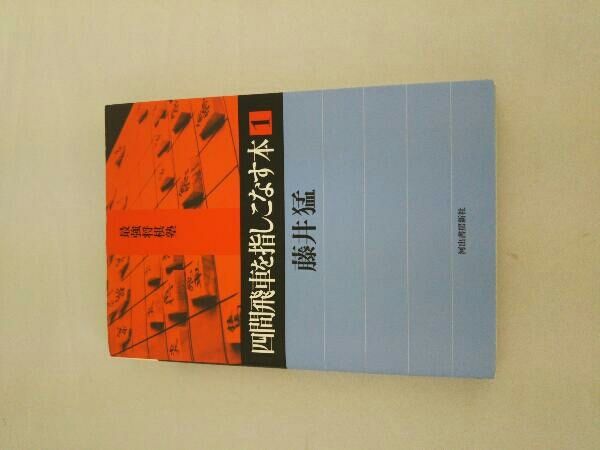 最強将棋塾
四間飛車を指しこなす本 1
藤井猛
河出書房新社